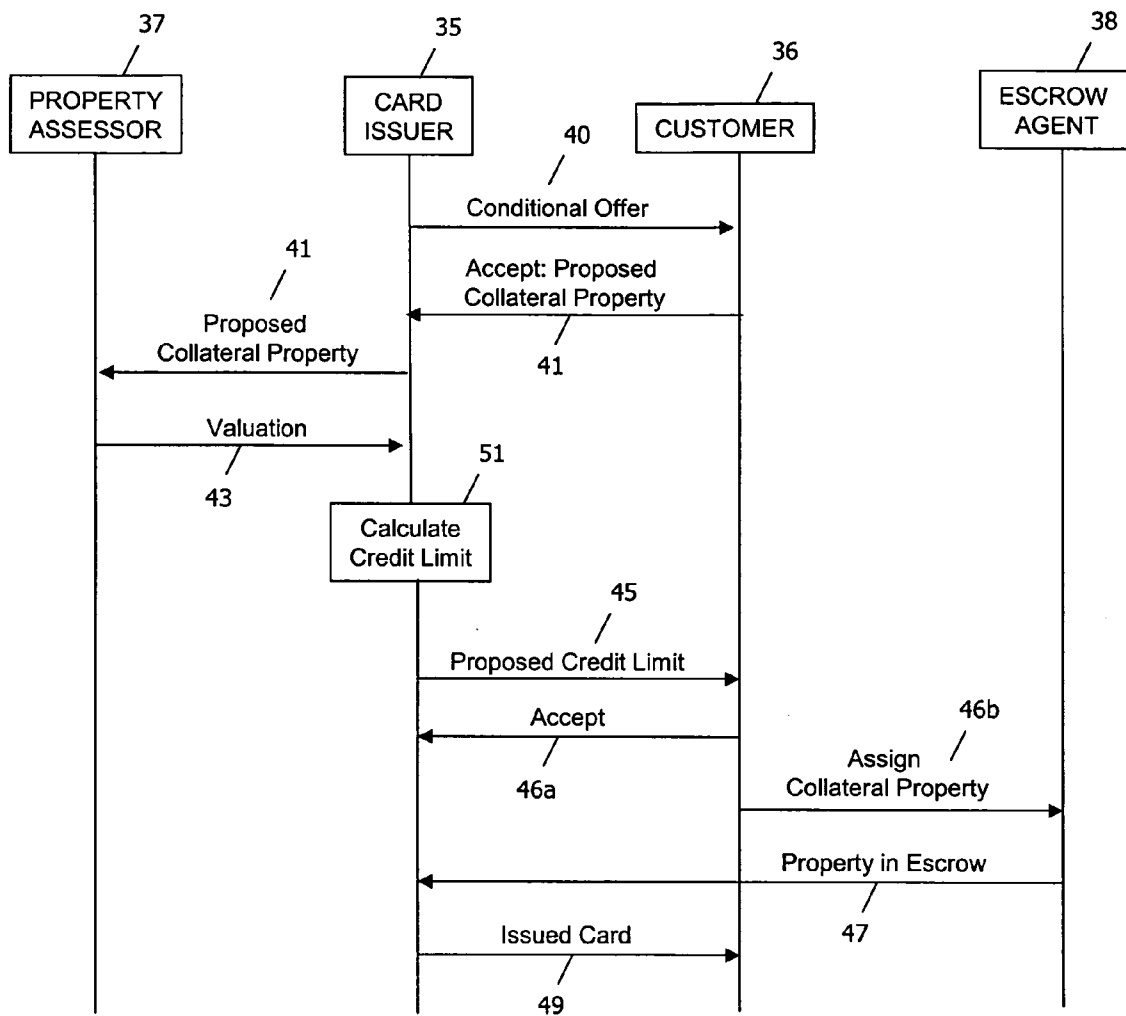 37
35
36
38
PROPERTY
ASSESSOR
CARD
ISSUER
CUSTOMER
ESCROW
AGENT
40
Conditional Offer
41
Accept: Proposed
Collateral Property
41
Proposed
Collateral Property
Valuation
43
51
Calculate
Credit Limit
45
Proposed Credit Limit
Accept
46a
46b
Assign
Collateral Property
Property in Escrow
47
Issued Card
49